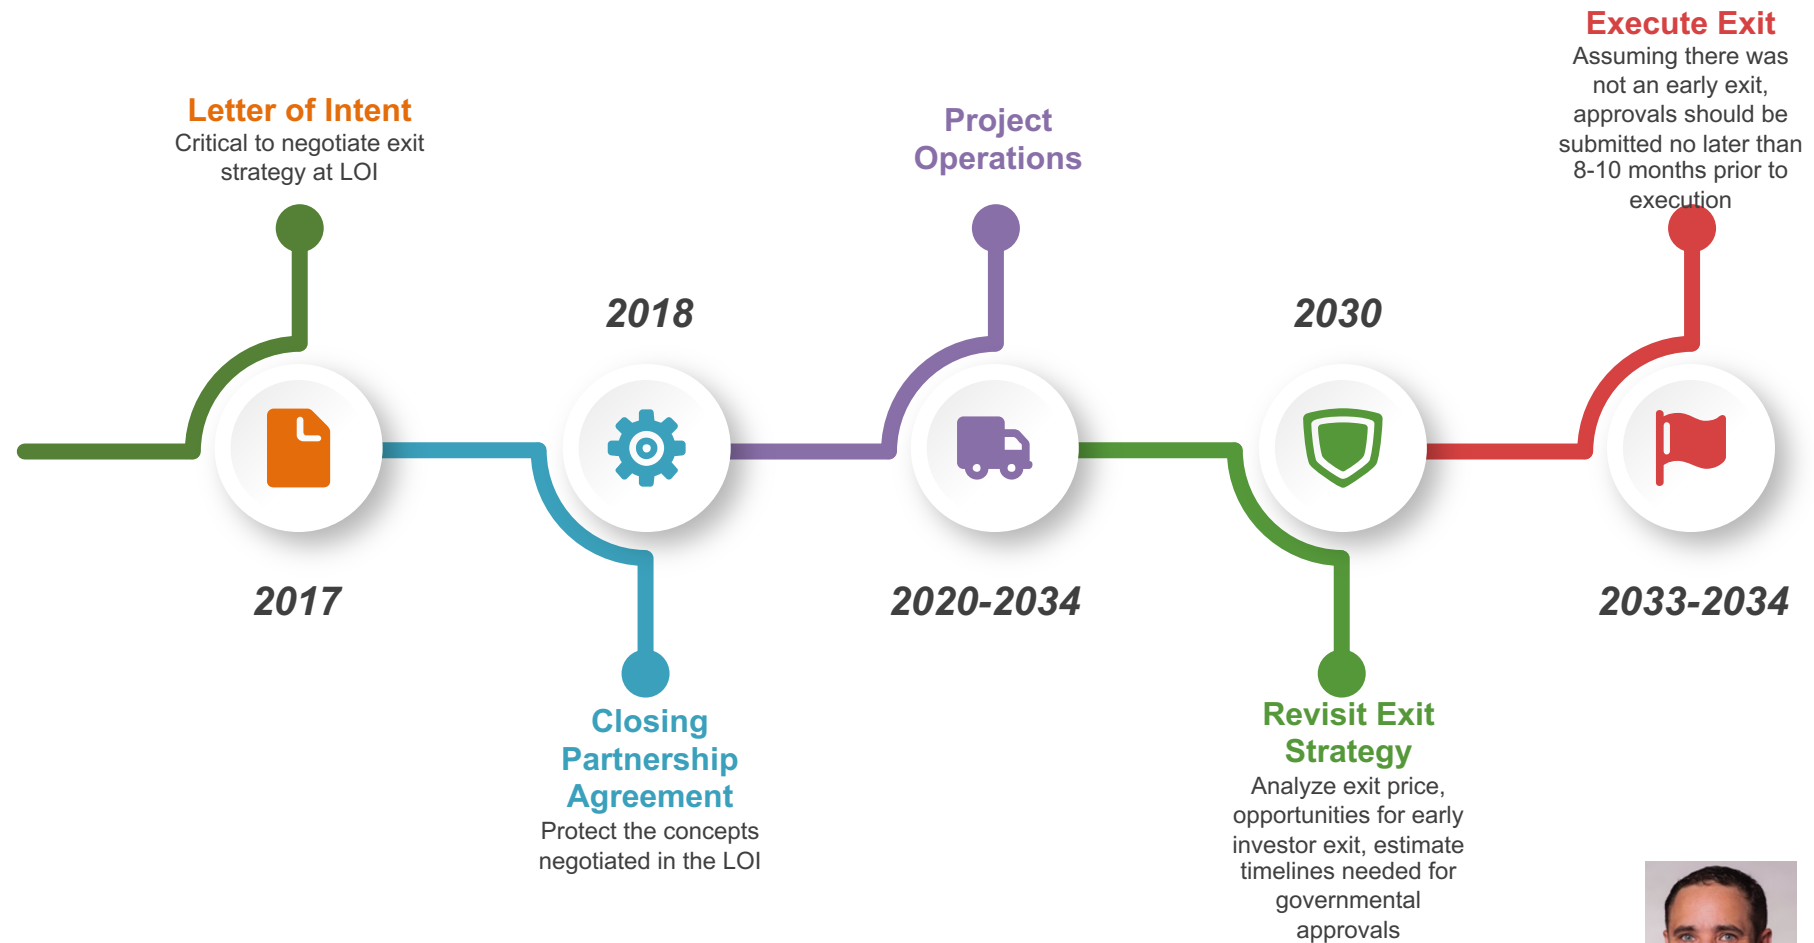 Letter of Intent
Critical to negotiate exit
strategy at LOI
2017
2018
Closing
Partnership
Agreement
Protect the concepts
negotiated in the LOI
Project
Operations
2020-2034
2030
Revisit Exit
Strategy
Analyze exit price,
opportunities for early
investor exit, estimate
timelines needed for
governmental
approvals
Execute Exit
Assuming there was
not an early exit,
approvals should be
submitted no later than
8-10 months prior to
execution
2033-2034